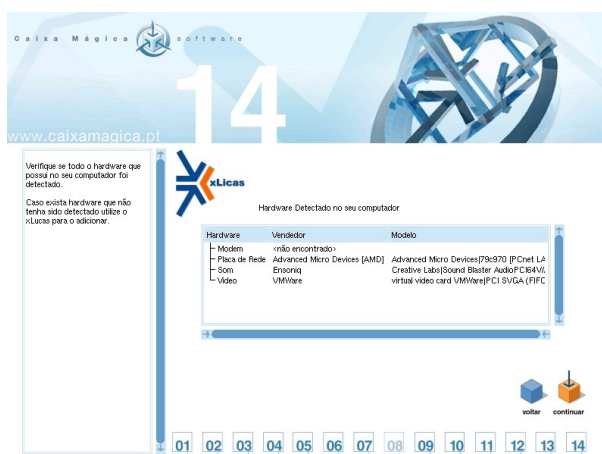 Caixa Mágica software
14
www.caixamagica.pt
Verifique se todo o hardware que
possui no seu computador foi
detectado.
Caso exista hardware que não
tenha sido detectado utilize o
xLucas para o adicionar.
xLicas
Hardware Detectado no seu computador
Hardware Vendedor Modelo
Modem <não encontrado>
Placa de Rede Advanced Micro Devices [AMD] Advanced Micro Devices|79c970 [PCnet LA
Som Ensoniq Creative Labs|Sound Blaster AudioPCI64V/
Video VMWare virtual video card VMWare|PCI SVGA (FIFO
voltar continuar
01 02 03 04 05 06 07 08 09 10 11 12 13 14